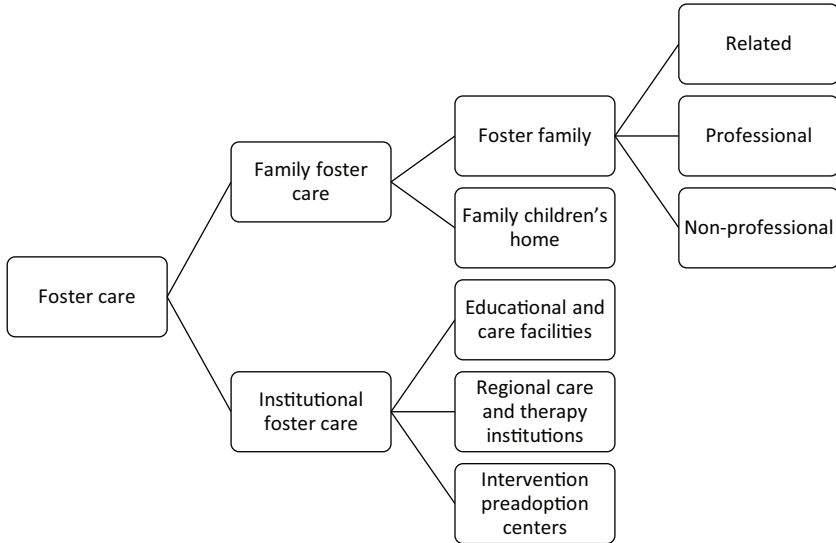 Foster care
Family foster
care
Institutional
foster care
Foster family
Family children’s
home
Educational and
care facilities
Regional care
and therapy
institutions
Intervention
preadoption
centers
Related
Professional
Non-professional